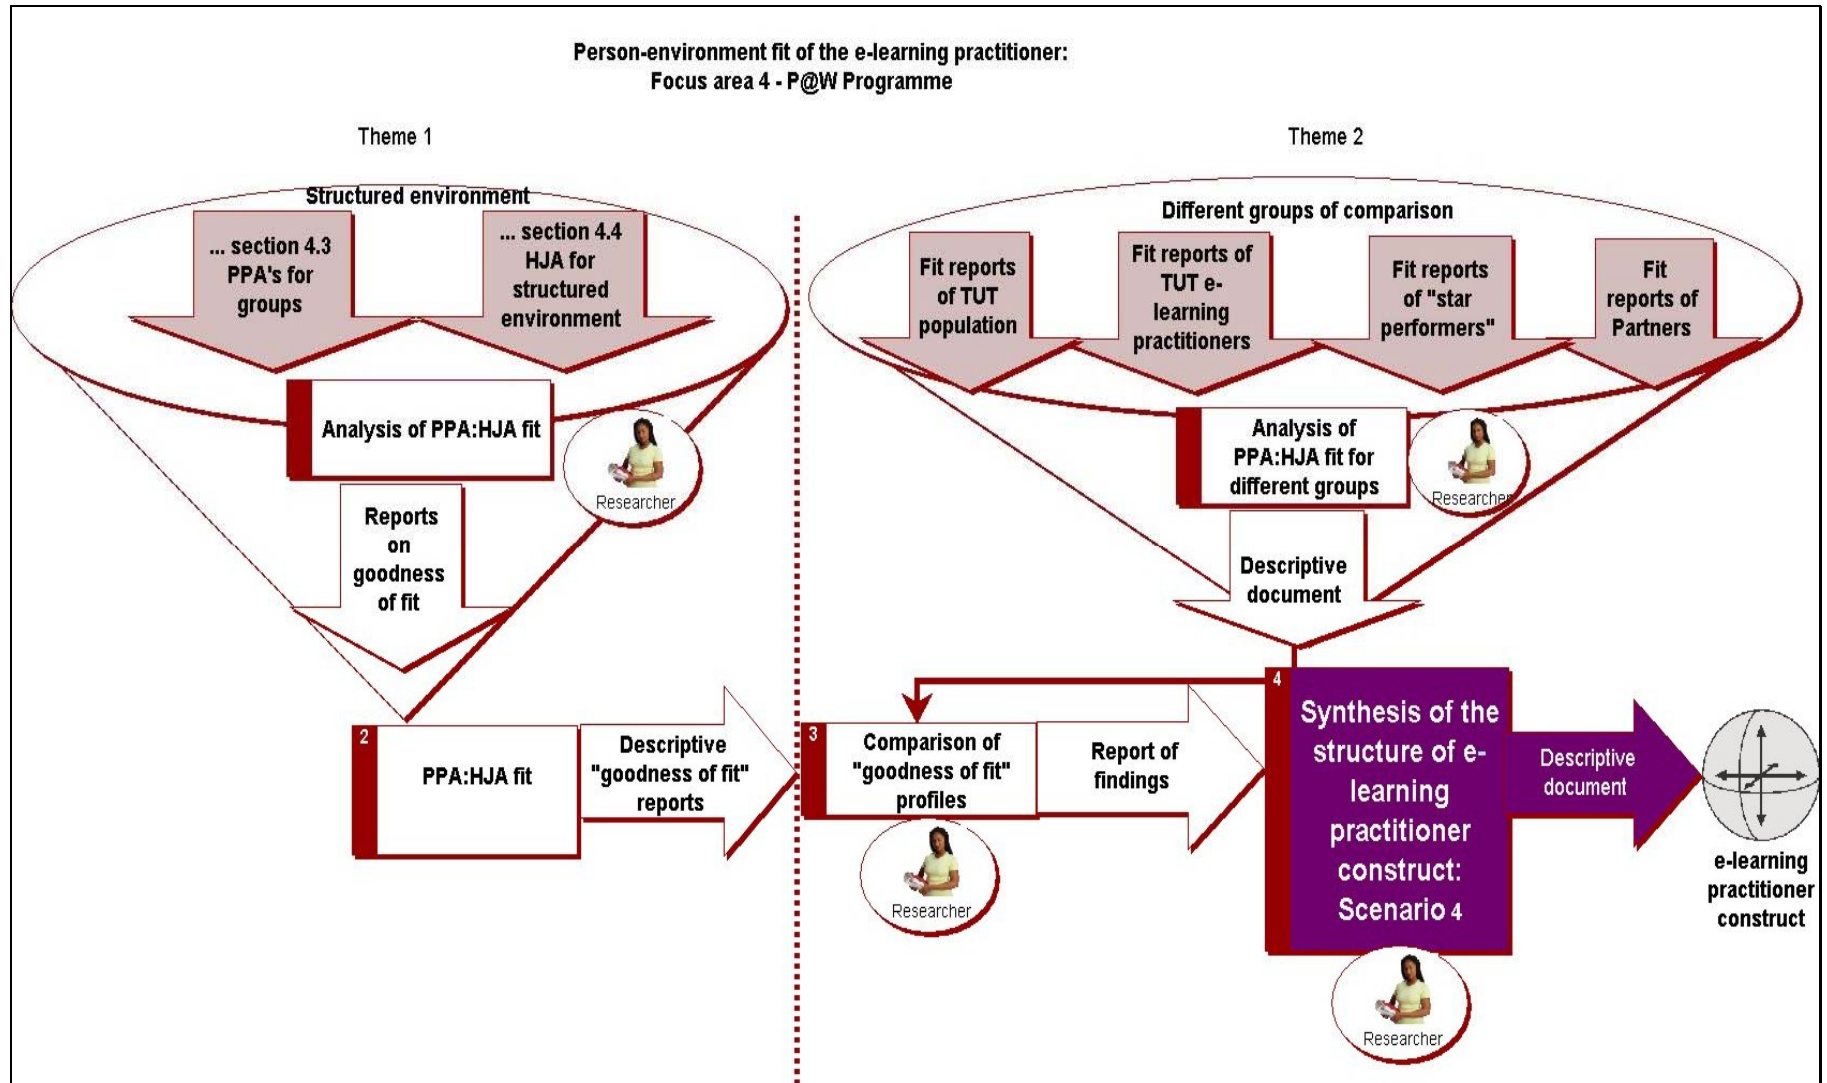 Person-environment fit of the e-learning practitioner:
Focus area 4 - P@W Programme
Theme 1
Structured environment
... section 4.3
PPA's for
groups
... section 4.4
HJA for
structured
environment
Analysis of PPA:HJA fit
Researcher
Reports
on
goodness
of fit
2
PPA:HJA fit
Descriptive
"goodness of fit"
reports
Theme 2
Different groups of comparison
Fit reports
of TUT
population
Fit reports of
TUT e-
learning
practitioners
Fit reports
of "star
performers"
Fit
reports of
Partners
Analysis of
PPA:HJA fit for
different groups
Researcher
Descriptive
document
3
Comparison of
"goodness of fit"
profiles
Researcher
Report of
findings
4
Synthesis of the
structure of e-
learning
practitioner
construct:
Scenario 4
Researcher
Descriptive
document
e-learning
practitioner
construct